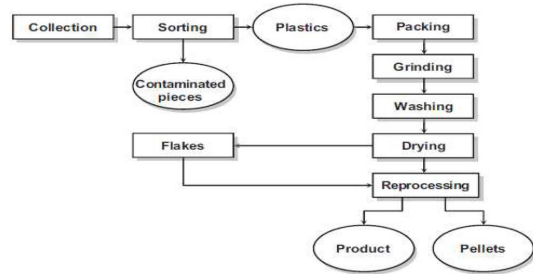 Collection
Sorting
Plastics
Packing
Contaminated
pieces
Grinding
Washing
Flakes
Drying
Reprocessing
Product
Pellets